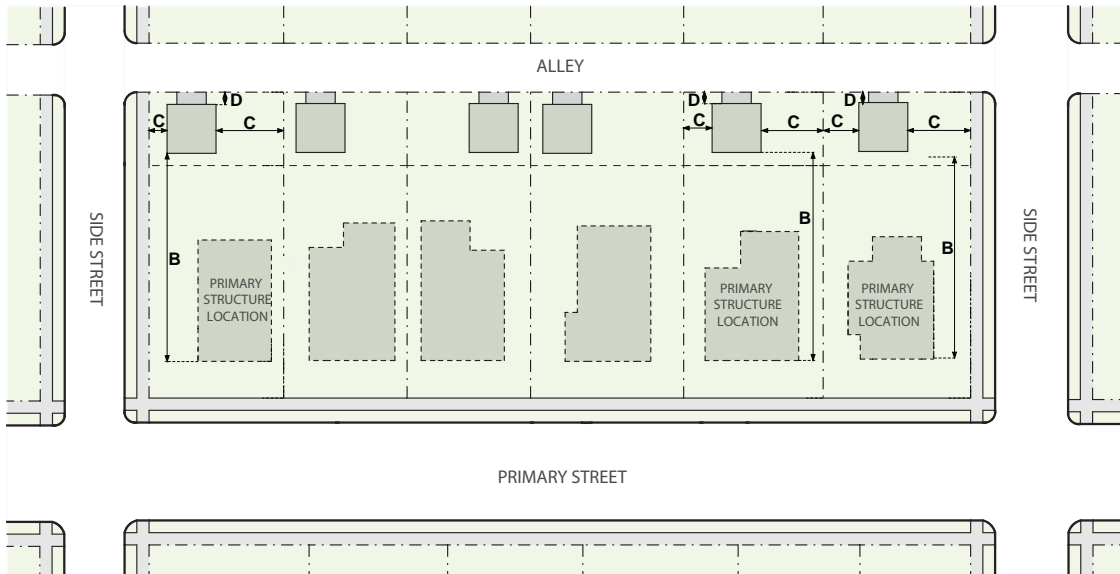 ALLEY
D
C
C
D
C
C
D
C
C
B
B
B
SIDE STREET
SIDE STREET
PRIMARY
STRUCTURE
LOCATION
PRIMARY
STRUCTURE
LOCATION
PRIMARY
STRUCTURE
LOCATION
PRIMARY STREET